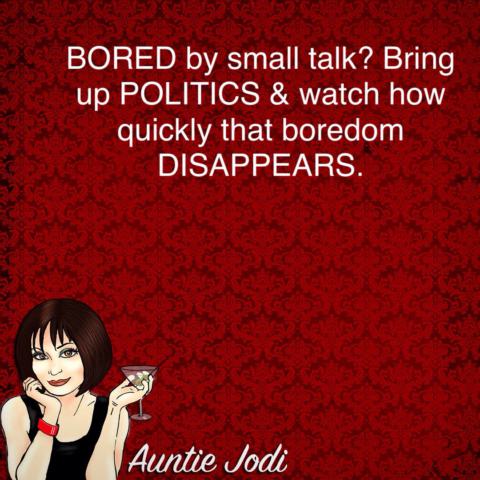 BORED by small talk? Bring
up POLITICS & watch how
quickly that boredom
DISAPPEARS.
Auntie Jodi